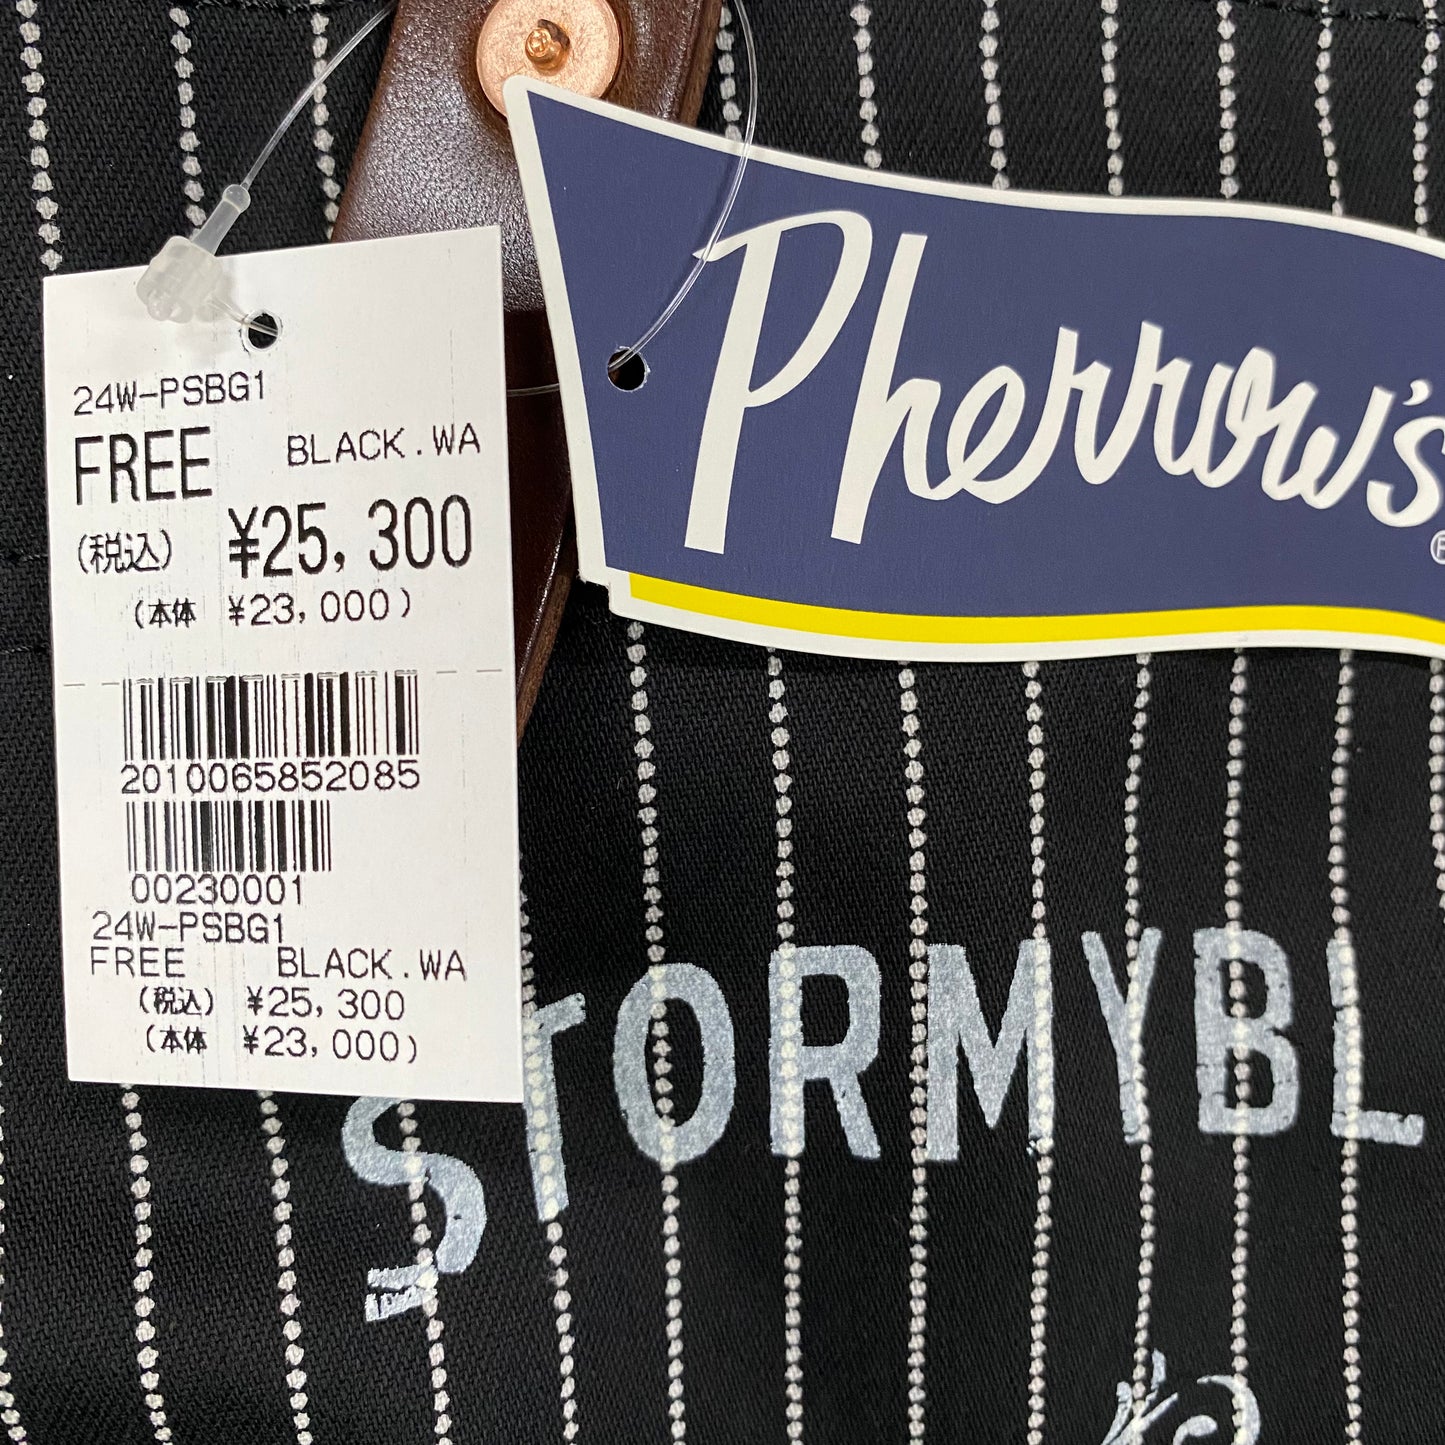 24W-PSBG1
FREE BLACK.WA
(税込) ¥25,300
(本体 ¥23,000)
2010065852085
00230001
24W-PSBG1
FREE BLACK.WA
(税込) ¥25,300
(本体 ¥23,000)
Pherrow's
STORMYBL